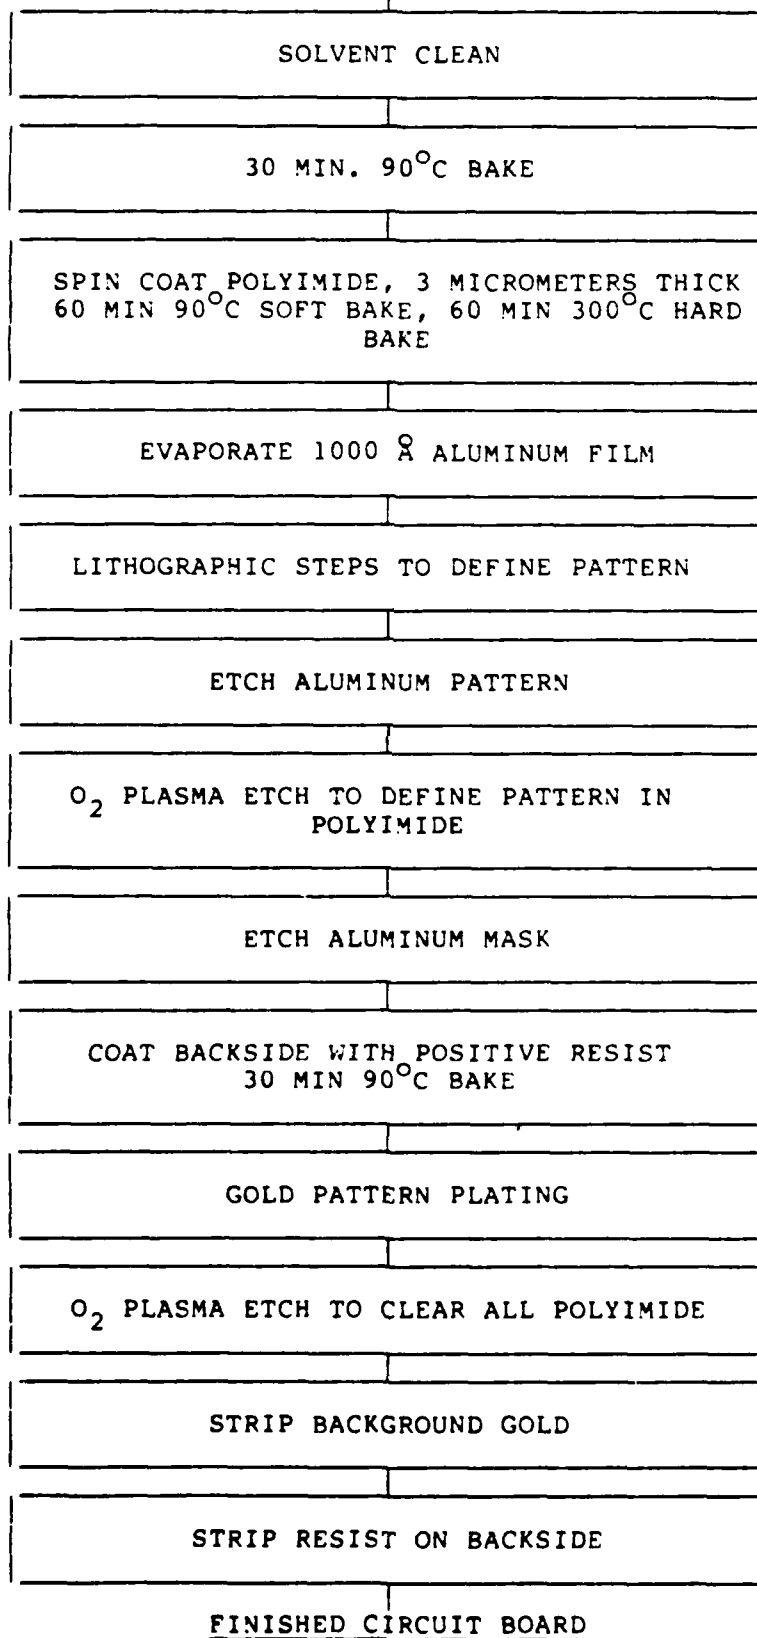 SOLVENT CLEAN
30 MIN. 90°C BAKE
SPIN COAT POLYIMIDE, 3 MICROMETERS THICK
60 MIN 90°C SOFT BAKE, 60 MIN 300°C HARD
BAKE
EVAPORATE 1000 Å ALUMINUM FILM
LITHOGRAPHIC STEPS TO DEFINE PATTERN
ETCH ALUMINUM PATTERN
O₂ PLASMA ETCH TO DEFINE PATTERN IN
POLYIMIDE
ETCH ALUMINUM MASK
COAT BACKSIDE WITH POSITIVE RESIST
30 MIN 90°C BAKE
GOLD PATTERN PLATING
O₂ PLASMA ETCH TO CLEAR ALL POLYIMIDE
STRIP BACKGROUND GOLD
STRIP RESIST ON BACKSIDE
FINISHED CIRCUIT BOARD